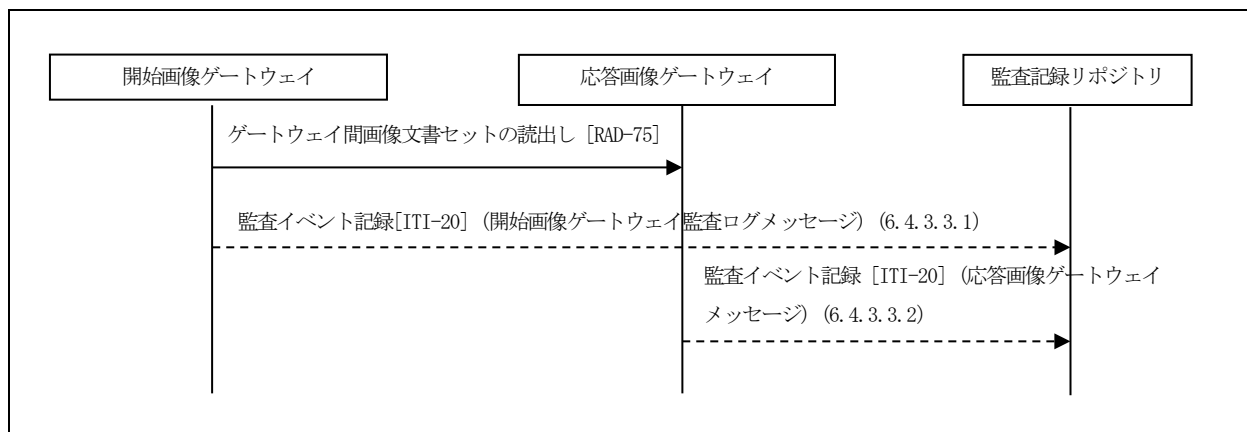 開始画像ゲートウェイ
応答画像ゲートウェイ
監査記録リポジトリ
ゲートウェイ間画像文書セットの読出し [RAD-75]
監査イベント記録[ITI-20] (開始画像ゲートウェイ監査ログメッセージ) (6.4.3.3.1)
監査イベント記録 [ITI-20] (応答画像ゲートウェイ
メッセージ) (6.4.3.3.2)